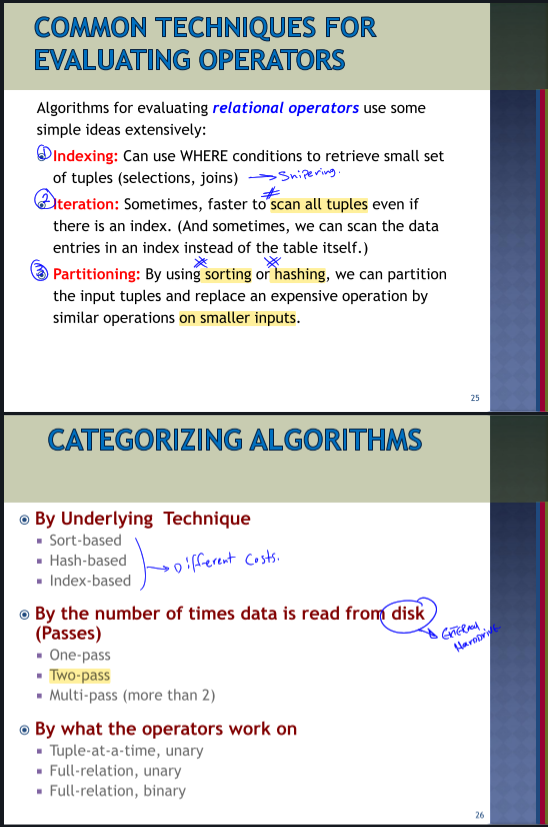 COMMON TECHNIQUES FOR
EVALUATING OPERATORS
Algorithms for evaluating relational operators use some
simple ideas extensively:
① Indexing: Can use WHERE conditions to retrieve small set
of tuples (selections, joins) → Snipering.
② Iteration: Sometimes, faster to scan all tuples even if
there is an index. (And sometimes, we can scan the data
entries in an index instead of the table itself.)
③ Partitioning: By using sorting or hashing, we can partition
the input tuples and replace an expensive operation by
similar operations on smaller inputs.
25
CATEGORIZING ALGORITHMS
By Underlying Technique
Sort-based
Hash-based → Different Costs.
Index-based
By the number of times data is read from disk
(Passes)
External
Harddrive
One-pass
Two-pass
Multi-pass (more than 2)
By what the operators work on
Tuple-at-a-time, unary
Full-relation, unary
Full-relation, binary
26